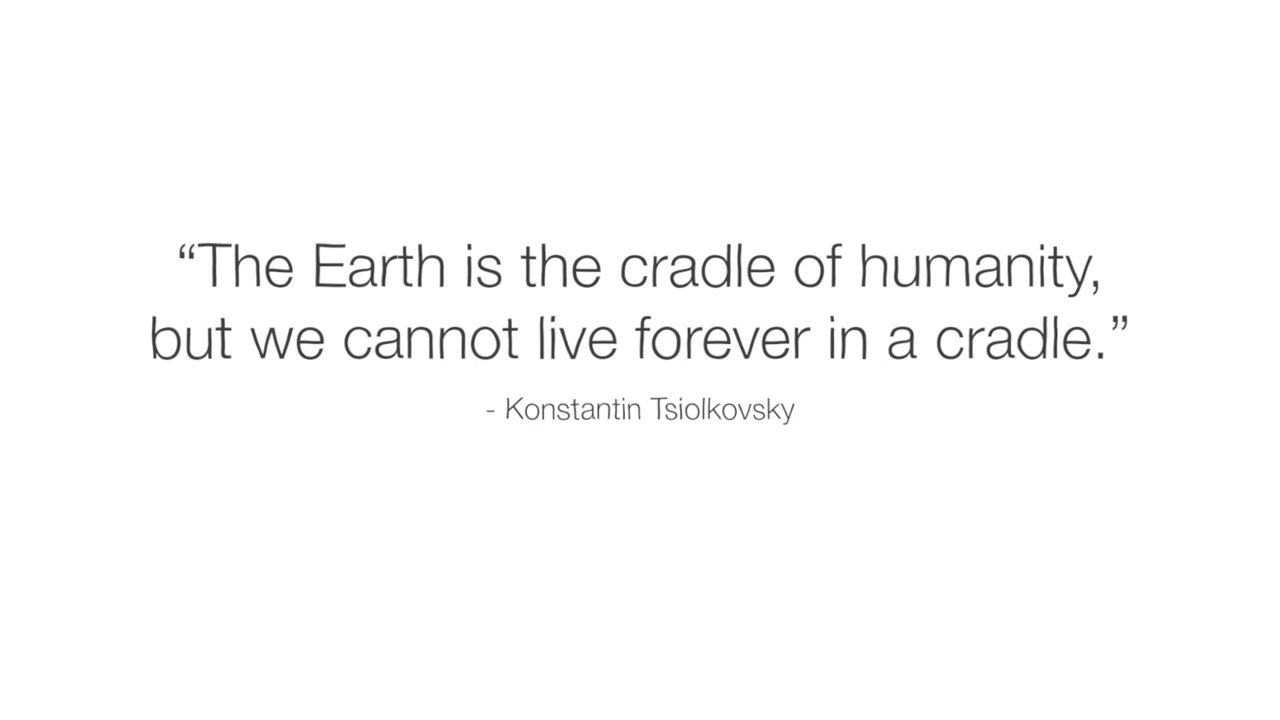 “The Earth is the cradle of humanity,
but we cannot live forever in a cradle.”
- Konstantin Tsiolkovsky